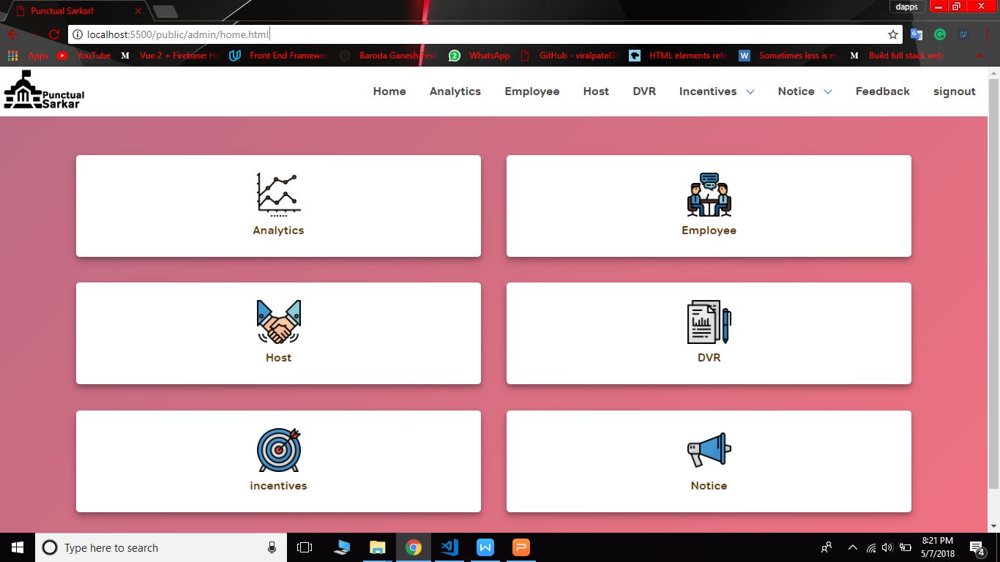 Punctual Sarkar!
dapps
localhost:5500/public/admin/home.html
Apps YouTube M Vue 2 + Firebase: Ho Front End Framewo Baroda Ganesh Fest 2 WhatsApp GitHub - viralpatel38 HTML elements refe W Sometimes less is m M Build full stack web »
Punctual
Sarkar
Home Analytics Employee Host DVR Incentives Notice Feedback signout
Analytics
Employee
Host
DVR
incentives
Notice
Type here to search
8:21 PM
5/7/2018
4